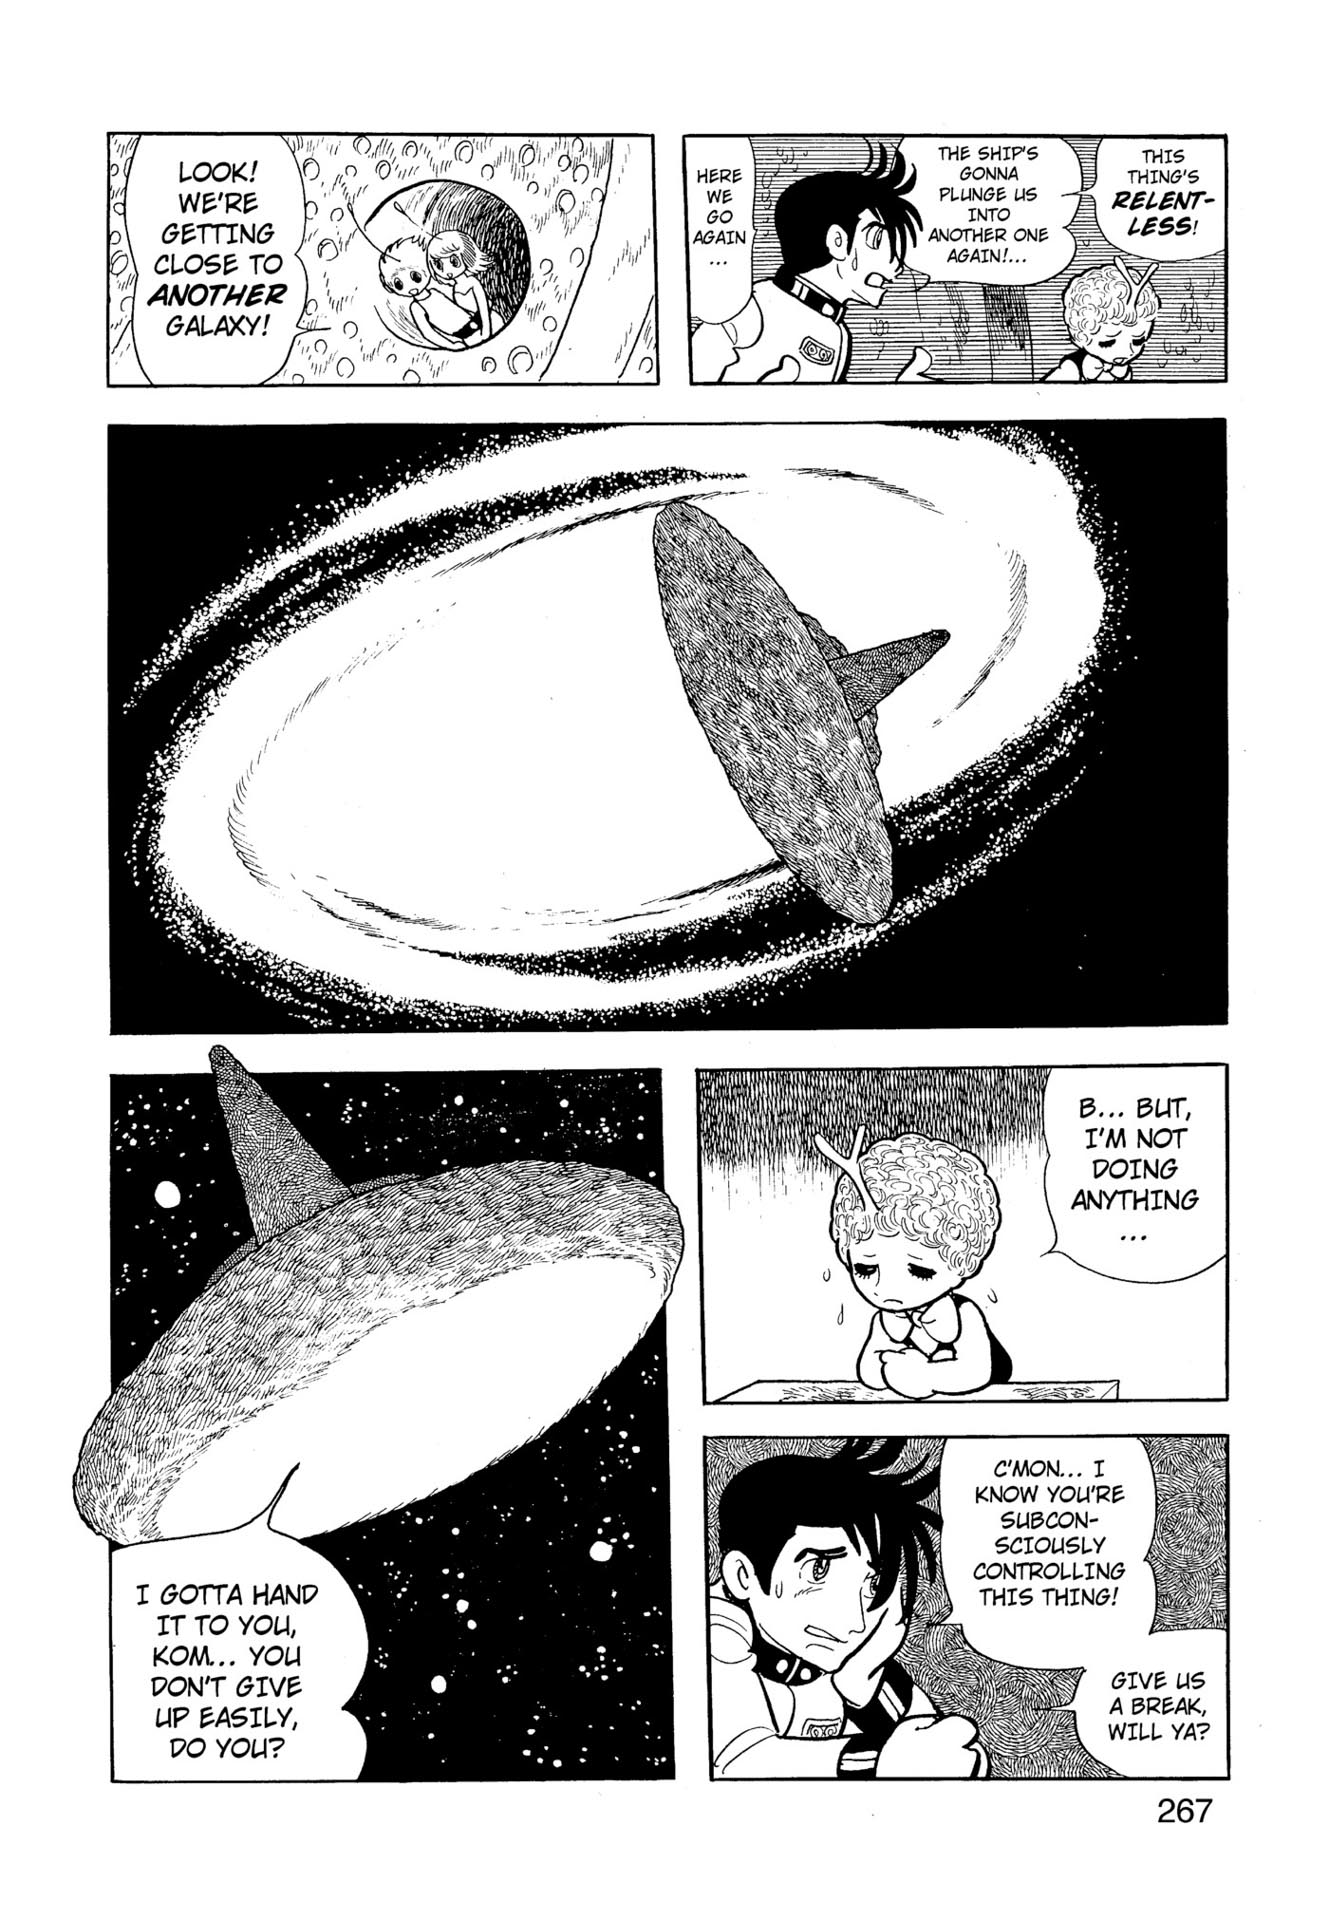 LOOK!
WE'RE
GETTING
CLOSE TO
ANOTHER
GALAXY!
HERE
WE
GO
AGAIN
...
THE SHIP'S
GONNA
PLUNGE US
INTO
ANOTHER ONE
AGAIN!...
THIS
THING'S
RELENT-
LESS!
I GOTTA HAND
IT TO YOU,
KOM... YOU
DON'T GIVE
UP EASILY,
DO YOU?
B... BUT,
I'M NOT
DOING
ANYTHING
...
C'MON... I
KNOW YOU'RE
SUBCON-
SCIOUSLY
CONTROLLING
THIS THING!
GIVE US
A BREAK,
WILL YA?
267